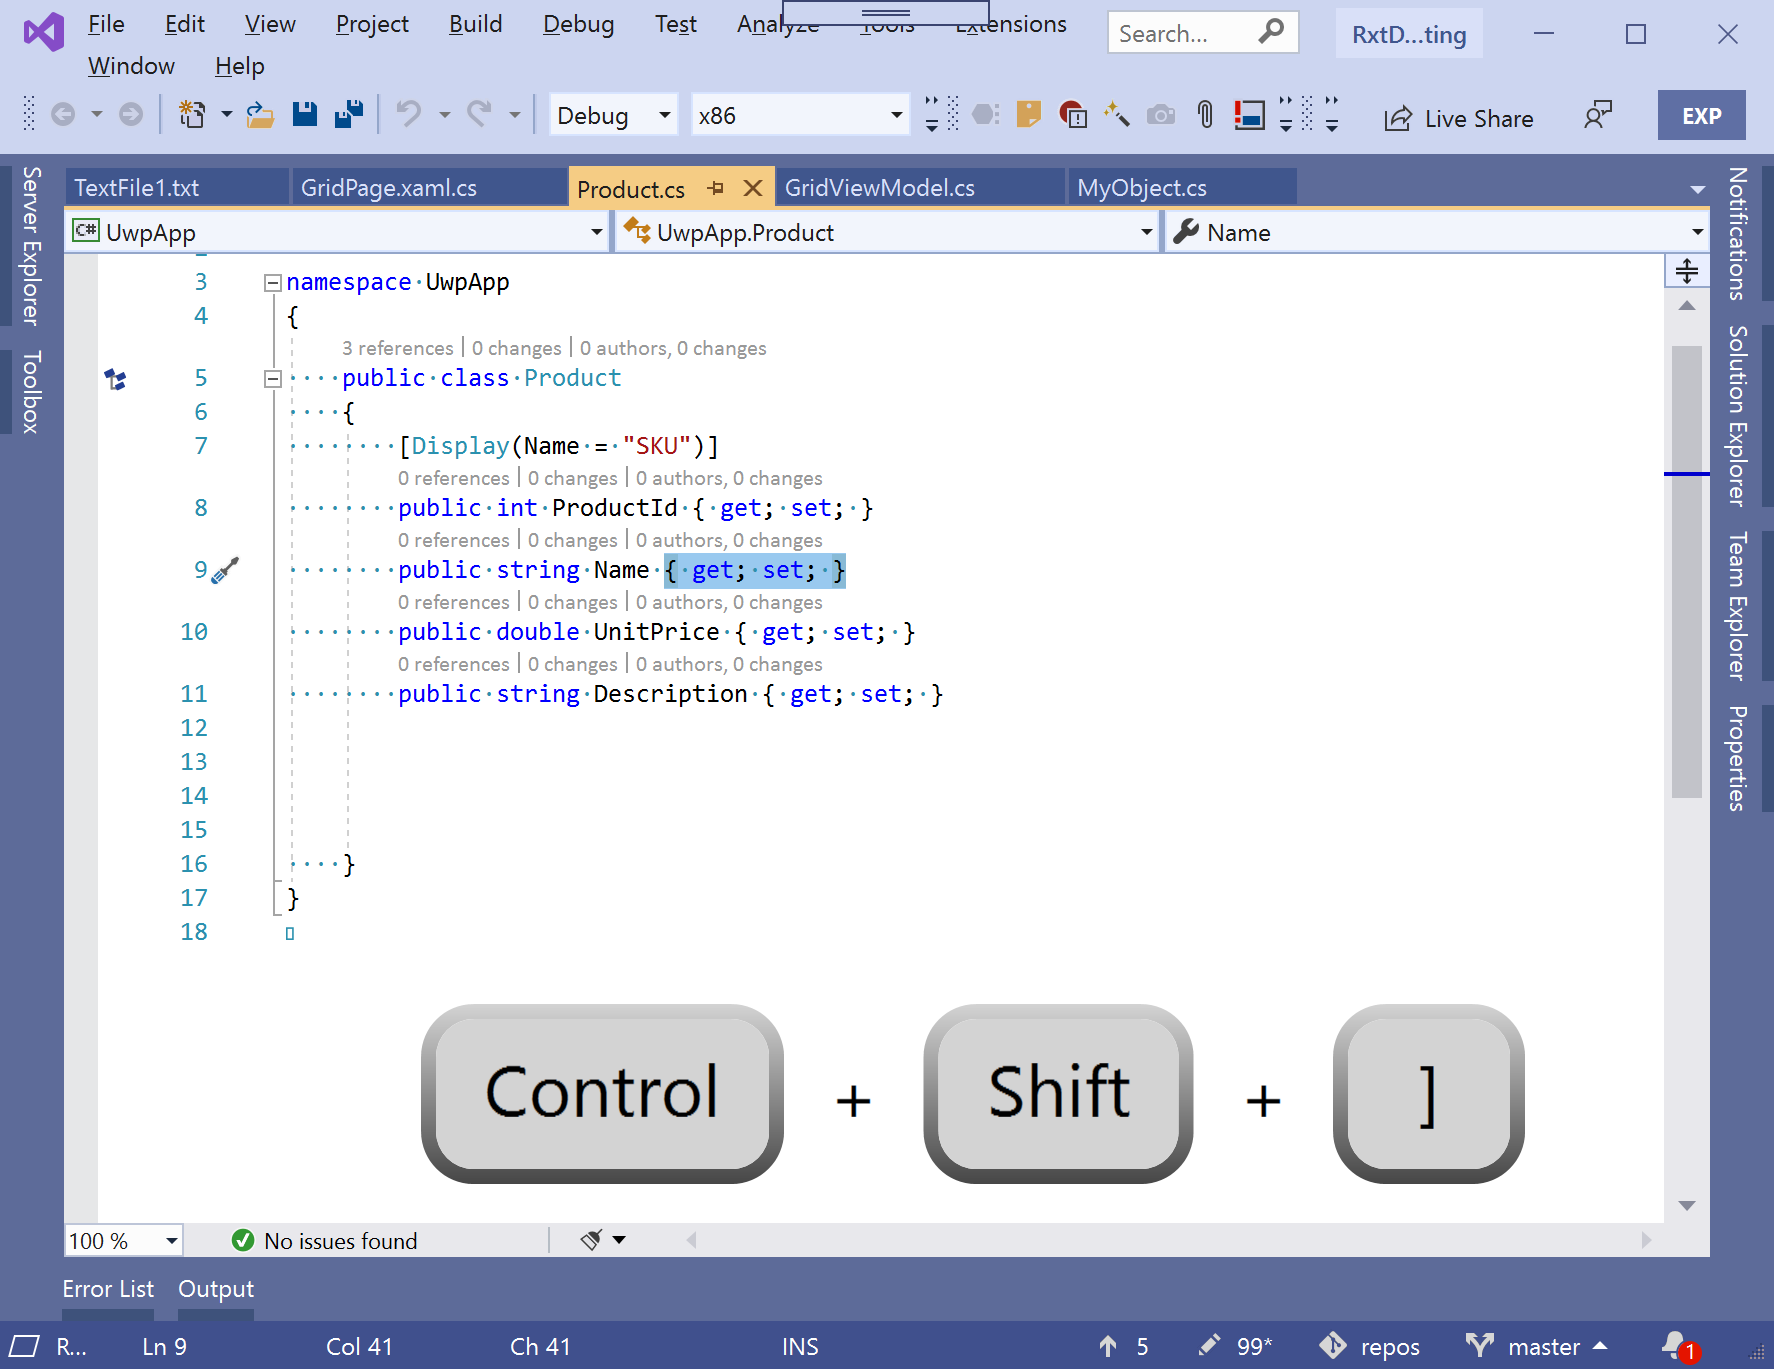 File Edit View Project Build Debug Test Analyze Tools Extensions Search... RxtD...ting
Window Help
Debug x86 Live Share EXP
TextFile1.txt GridPage.xaml.cs Product.cs GridViewModel.cs MyObject.cs
C# UwpApp UwpApp.Product Name
Server Explorer
Toolbox
3 namespace UwpApp
4 {
3 references | 0 changes | 0 authors, 0 changes
5 public class Product
6 {
7 [Display(Name = "SKU")]
0 references | 0 changes | 0 authors, 0 changes
8 public int ProductId { get; set; }
0 references | 0 changes | 0 authors, 0 changes
9 public string Name { get; set; }
0 references | 0 changes | 0 authors, 0 changes
10 public double UnitPrice { get; set; }
0 references | 0 changes | 0 authors, 0 changes
11 public string Description { get; set; }
12
13
14
15
16 }
17 }
18
Control + Shift + ]
Notifications
Solution Explorer
Team Explorer
Properties
100 % No issues found
Error List Output
R... Ln 9 Col 41 Ch 41 INS 5 99* repos master 1